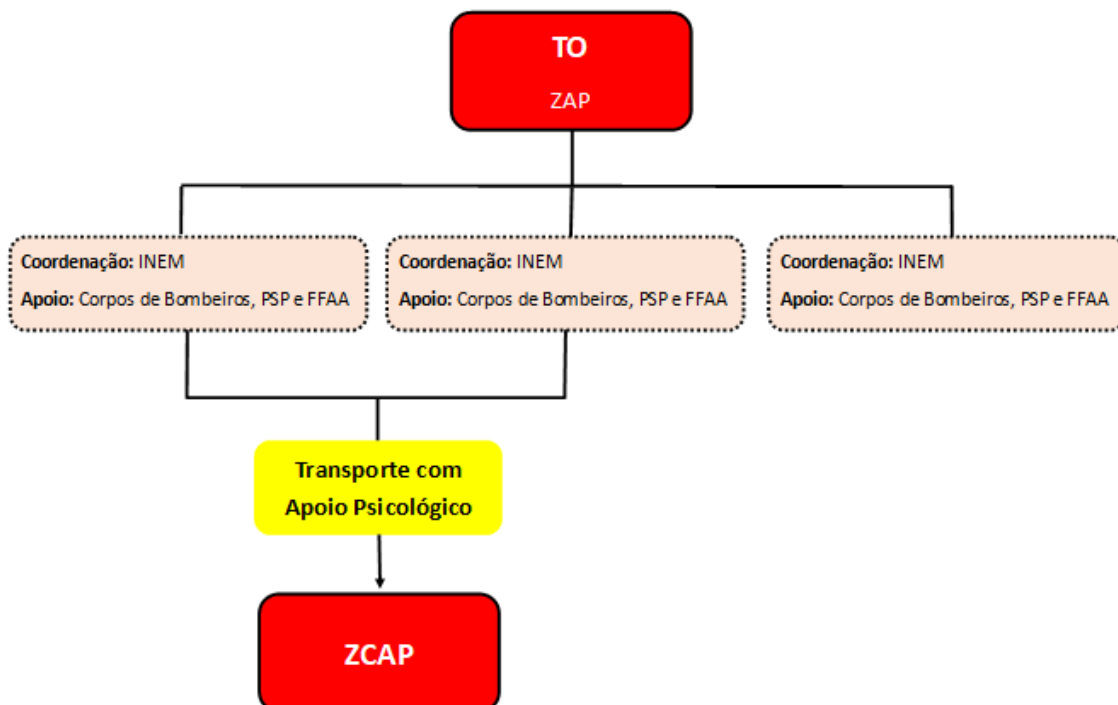 TO
ZAP
Coordenação: INEM
Apoio: Corpos de Bombeiros, PSP e FFAA
Coordenação: INEM
Apoio: Corpos de Bombeiros, PSP e FFAA
Coordenação: INEM
Apoio: Corpos de Bombeiros, PSP e FFAA
Transporte com
Apoio Psicológico
ZCAP